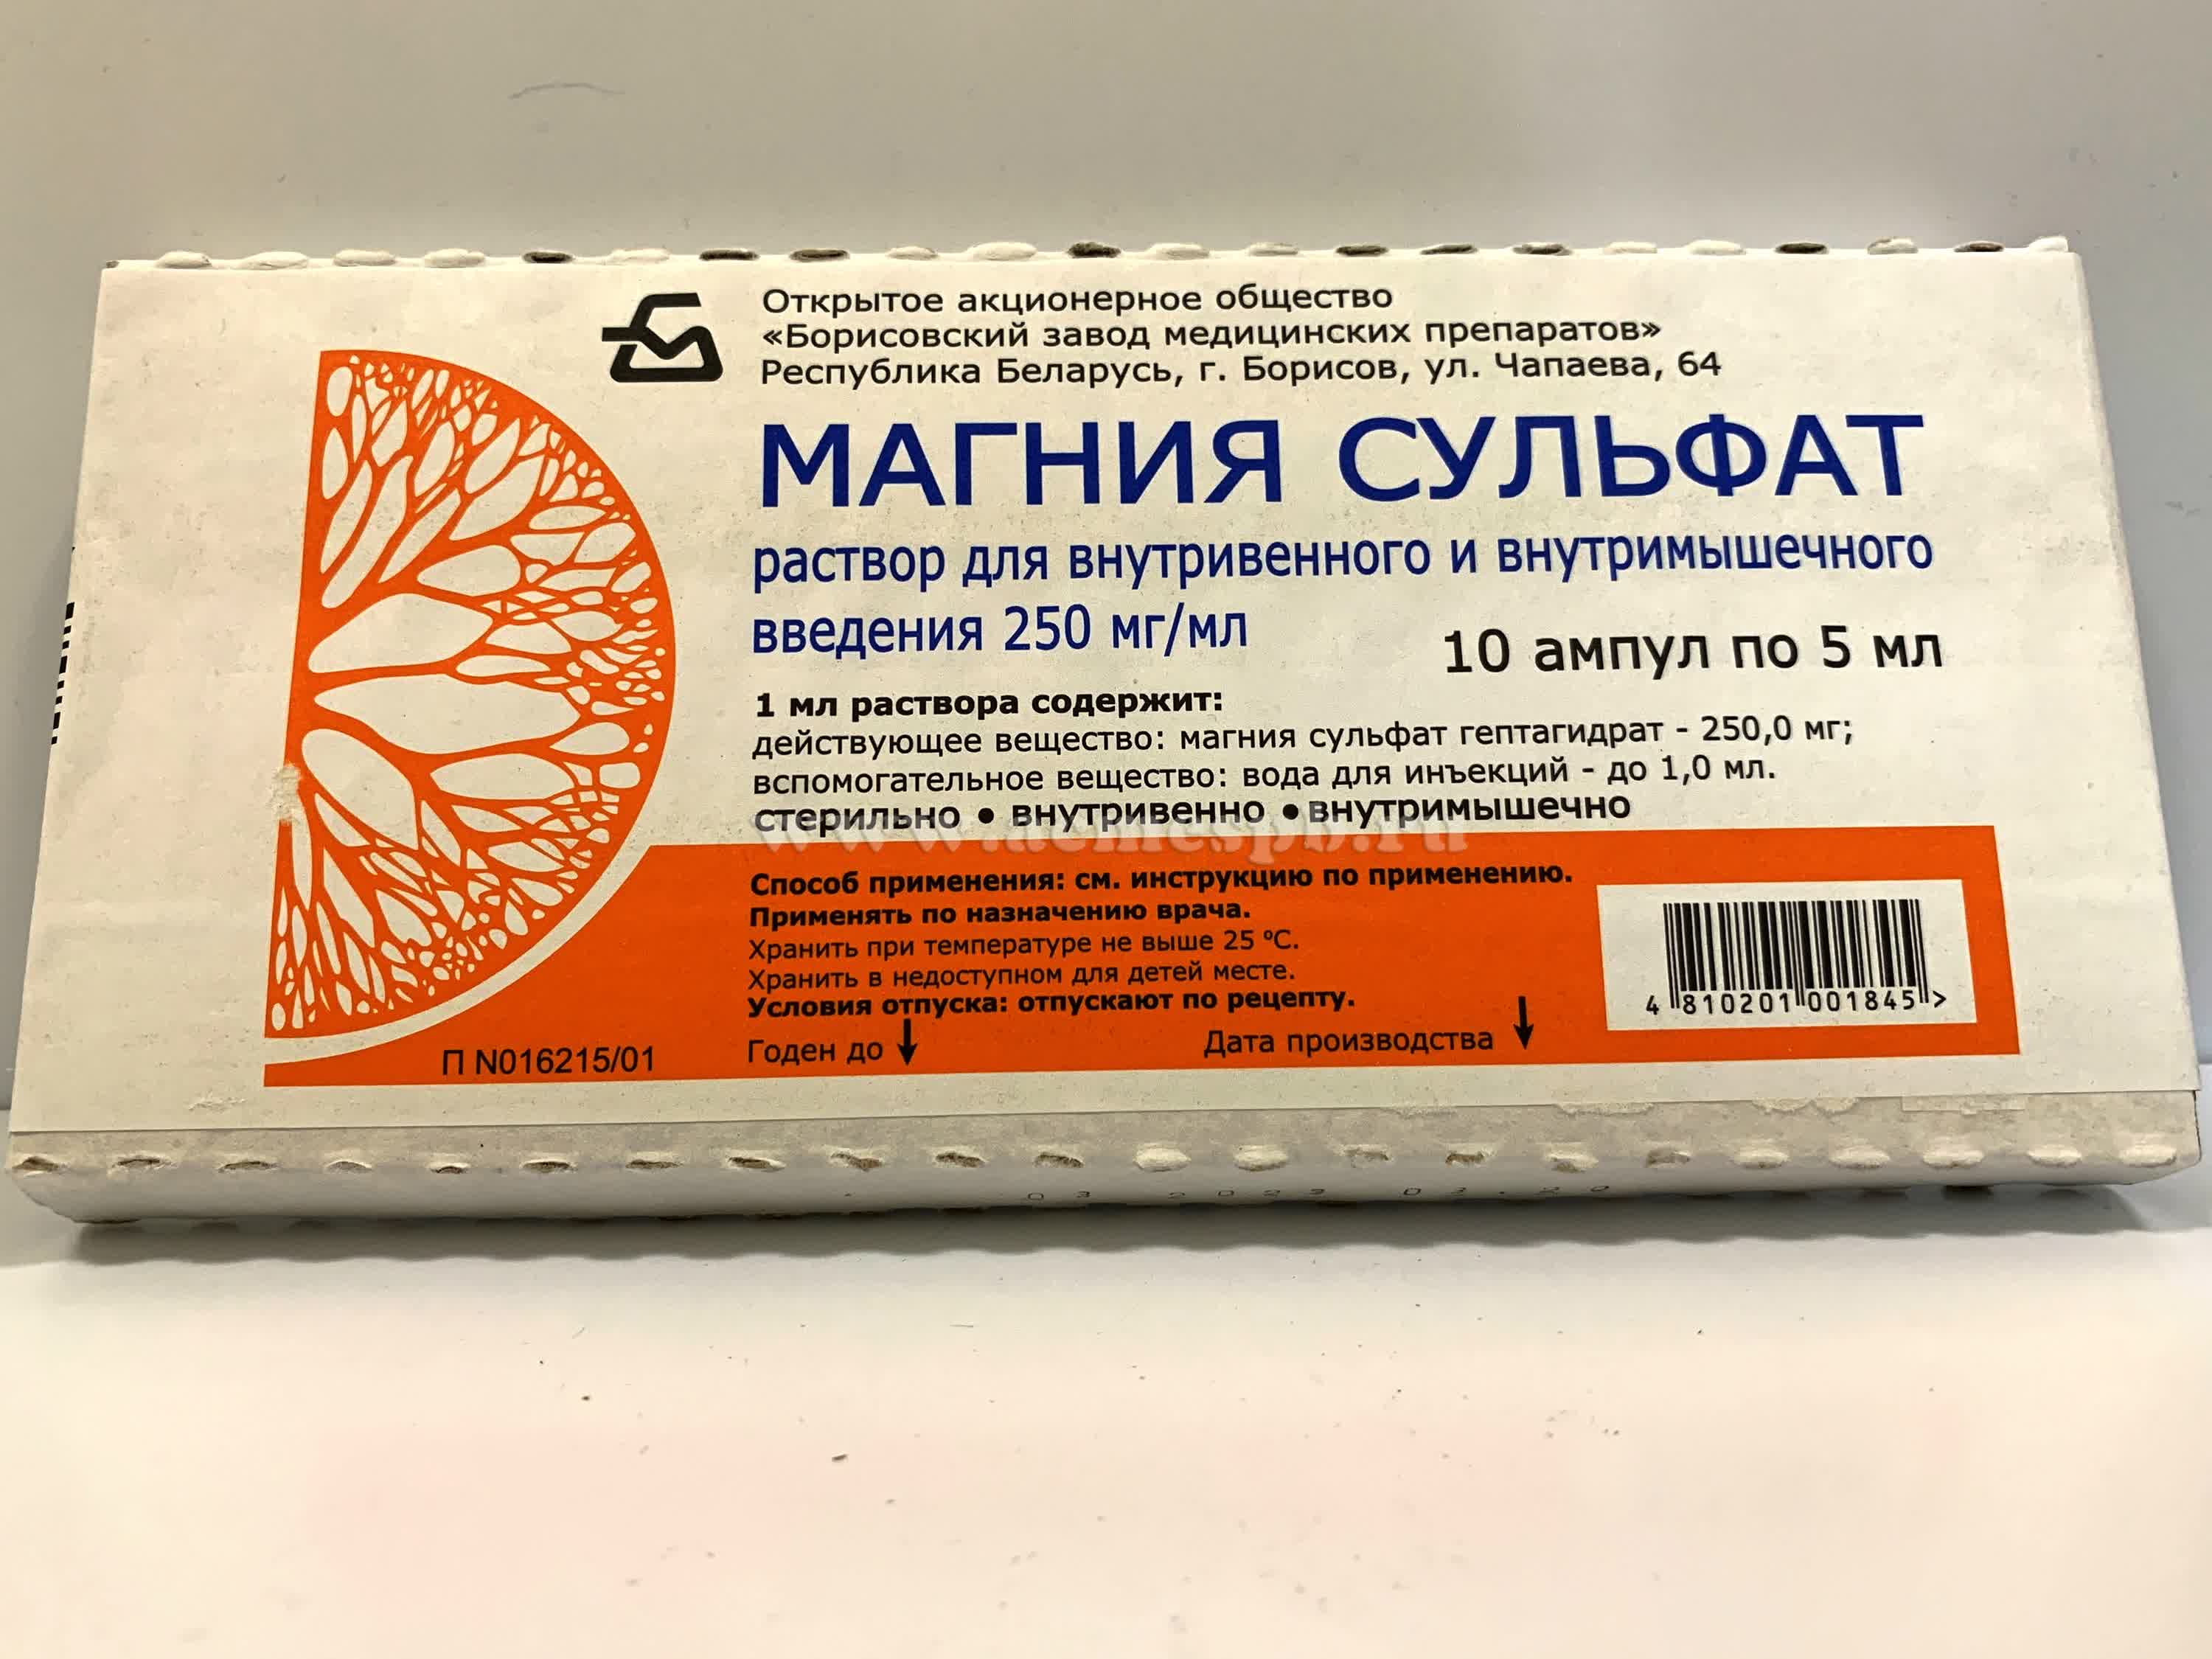 Открытое акционерное общество
«Борисовский завод медицинских препаратов»
Республика Беларусь, г. Борисов, ул. Чапаева, 64
МАГНИЯ СУЛЬФАТ
раствор для внутривенного и внутримышечного
введения 250 мг/мл
10 ампул по 5 мл
1 мл раствора содержит:
действующее вещество: магния сульфат гептагидрат - 250,0 мг;
вспомогательное вещество: вода для инъекций - до 1,0 мл.
стерильно • внутривенно • внутримышечно
Способ применения: см. инструкцию по применению.
Применять по назначению врача.
Хранить при температуре не выше 25 ºС.
Хранить в недоступном для детей месте.
Условия отпуска: отпускают по рецепту.
Годен до
Дата производства
П N016215/01
4 810201 001845 >